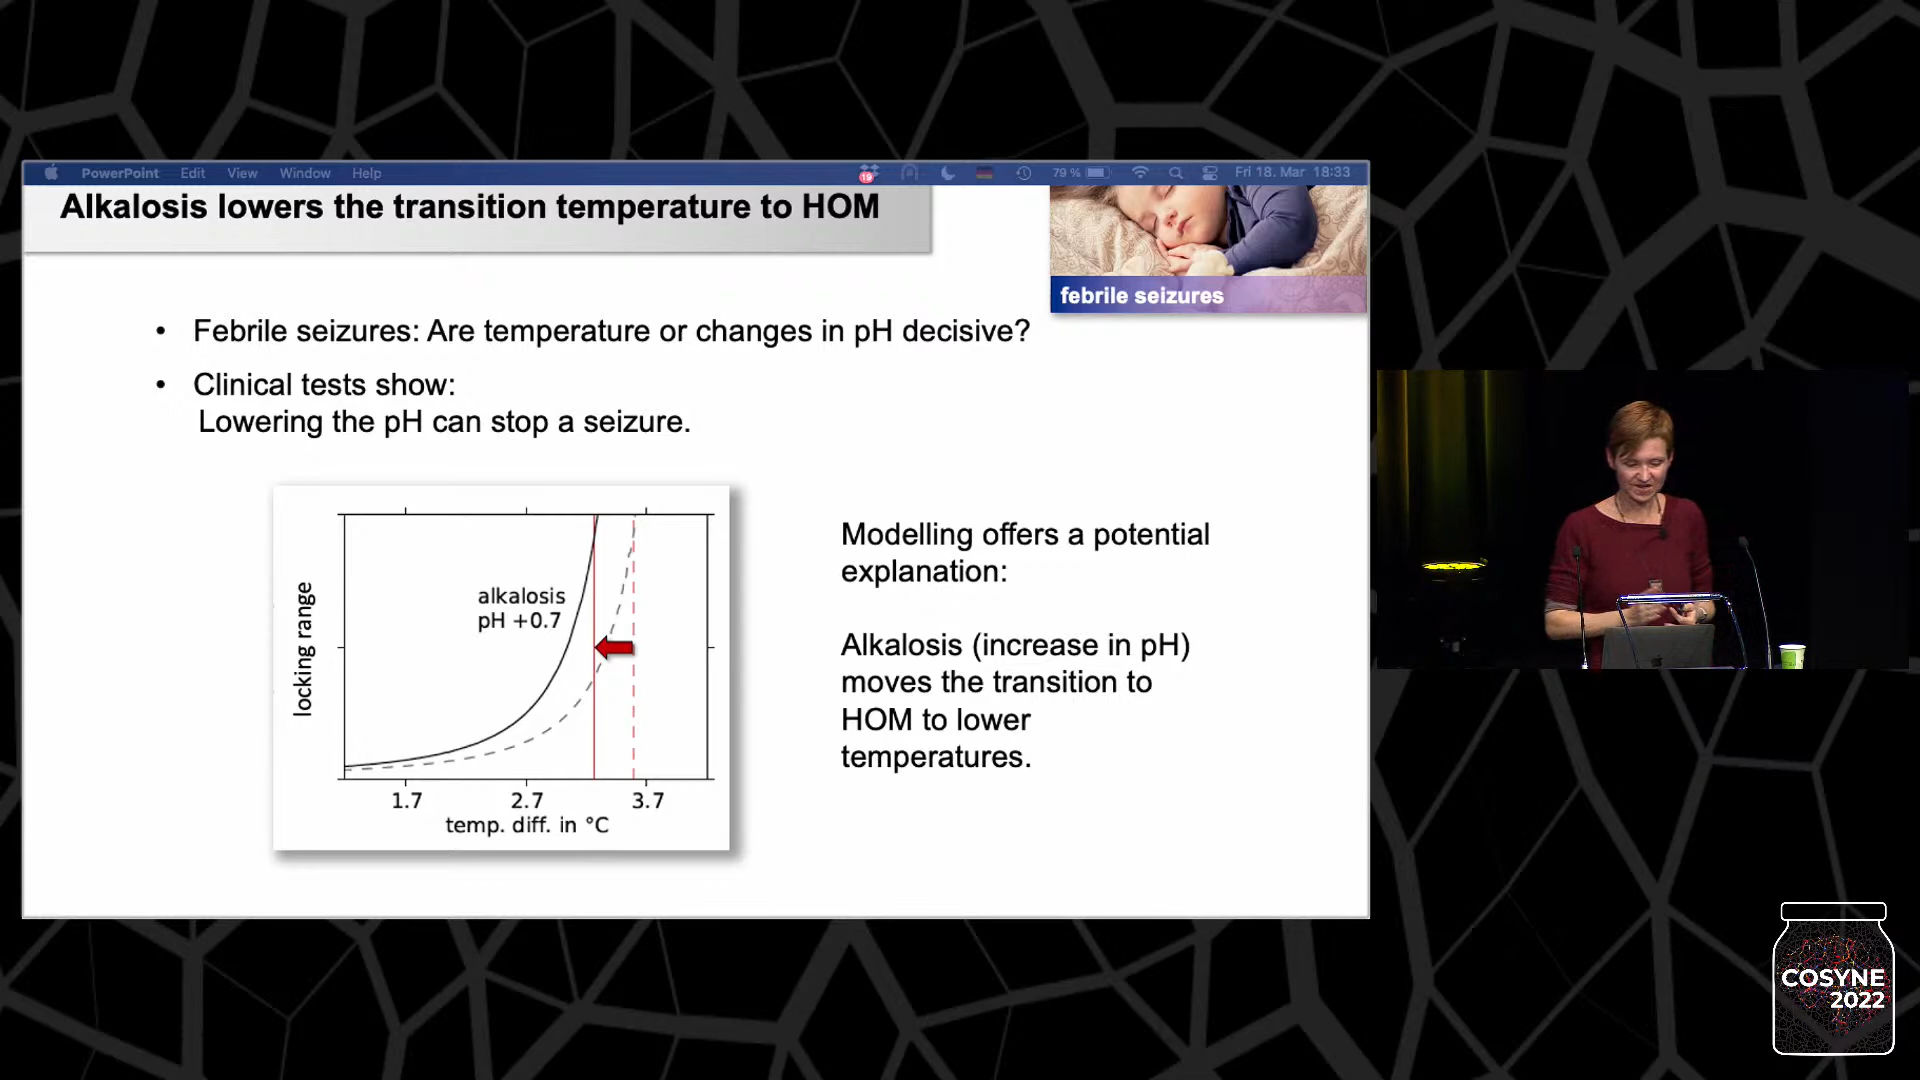 PowerPoint Edit View Window Help 19 79 % Fri 18. Mar 18:33
Alkalosis lowers the transition temperature to HOM
febrile seizures
• Febrile seizures: Are temperature or changes in pH decisive?
• Clinical tests show:
Lowering the pH can stop a seizure.
alkalosis
pH +0.7
locking range
1.7 2.7 3.7
temp. diff. in °C
Modelling offers a potential
explanation:
Alkalosis (increase in pH)
moves the transition to
HOM to lower
temperatures.
COSYNE
2022